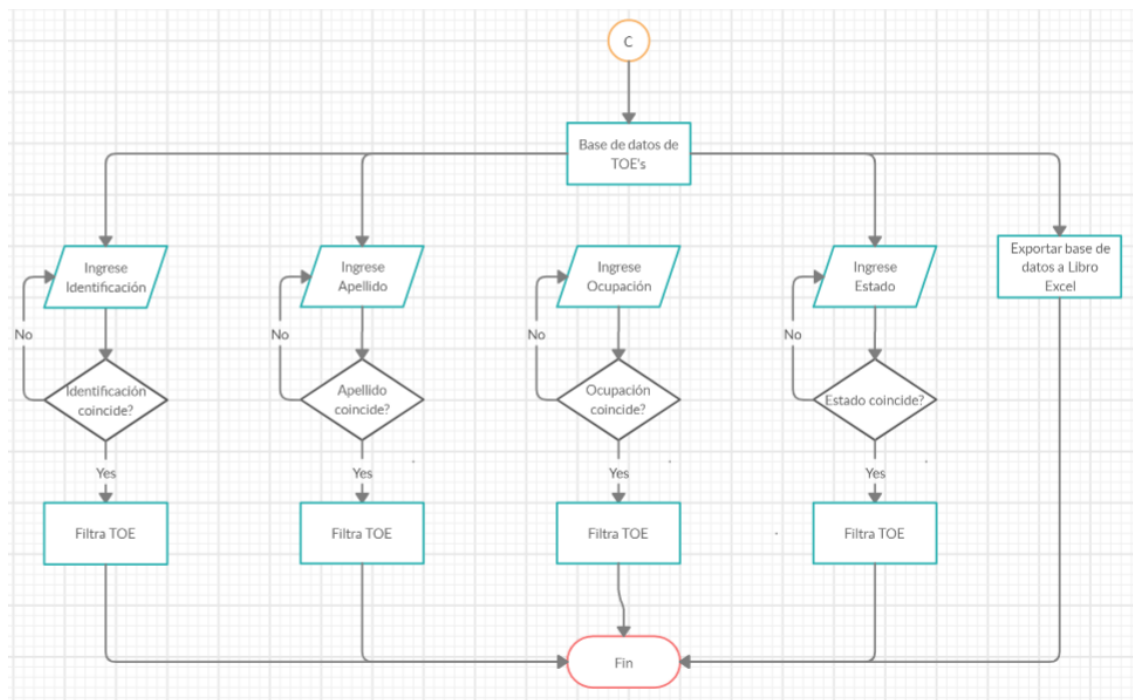 C
Base de datos de
TOE's
Ingrese
Identificación
Ingrese
Apellido
Ingrese
Ocupación
Ingrese
Estado
Exportar base de
datos a Libro
Excel
No
No
No
No
Identificación
coincide?
Apellido
coincide?
Ocupación
coincide?
Estado coincide?
Yes
Yes
Yes
Yes
Filtra TOE
Filtra TOE
Filtra TOE
Filtra TOE
Fin